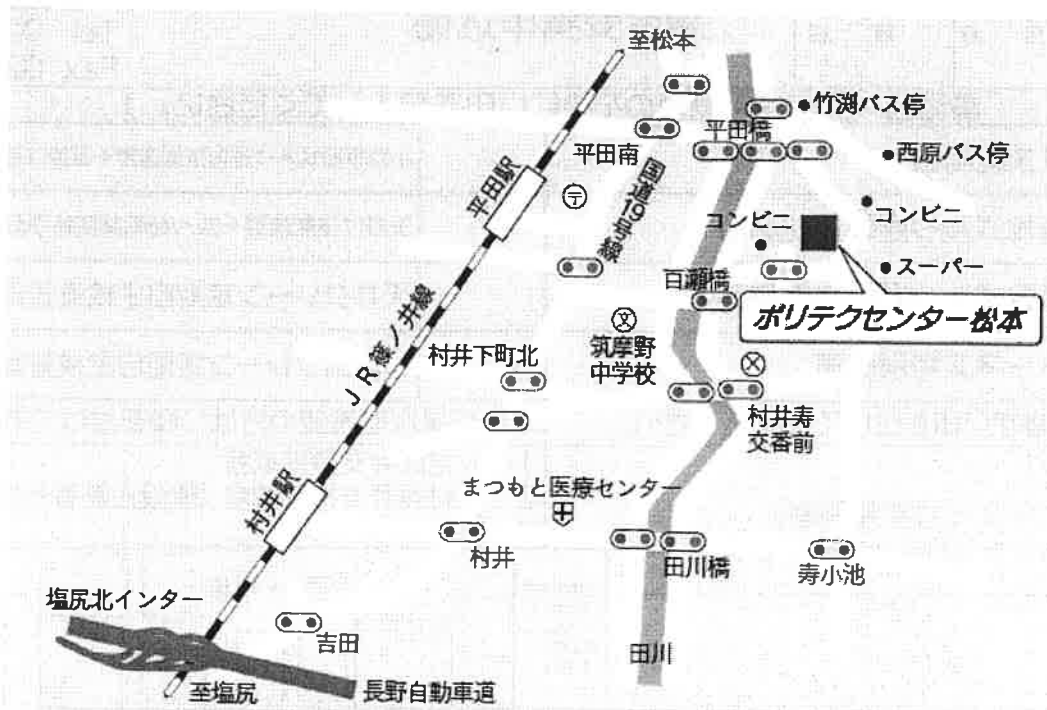 至松本
竹渕バス停
平田橋
平田南
西原バス停
国道19号線
平田駅
〒
コンビニ
コンビニ
スーパー
百瀬橋
ポリテクセンター松本
文
筑摩野
中学校
JR篠ノ井線
村井下町北
村井寿
交番前
まつもと医療センター
村井駅
村井
田川橋
寿小池
塩尻北インター
吉田
田川
至塩尻
長野自動車道